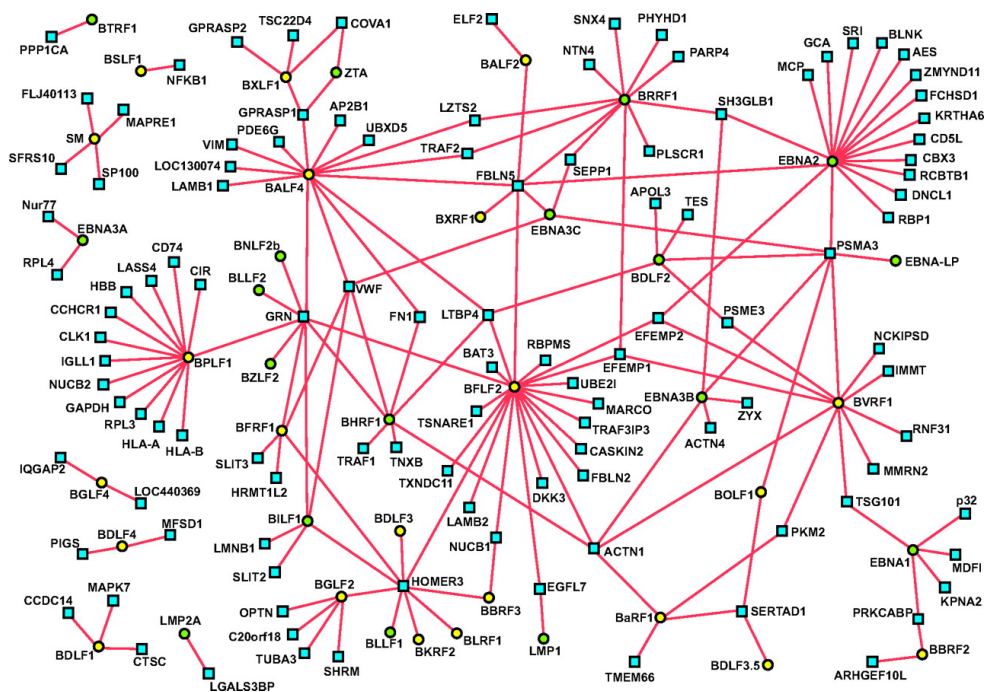 BTRF1
PPP1CA
BSLF1
NFKB1
FLJ40113
MAPRE1
SM
SFRS10
SP100
Nur77
EBNA3A
RPL4
TSC22D4
COVA1
GPRASP2
ZTA
BXLF1
GPRASP1
AP2B1
PDE6G
UBXD5
VIM
LOC130074
LAMB1
BALF4
ELF2
BALF2
LZTS2
TRAF2
FBLN5
SEPP1
BXRF1
EBNA3C
SNX4
PHYHD1
NTN4
PARP4
BRRF1
SH3GLB1
PLSCR1
APOL3
TES
BDLF2
SRI
BLNK
GCA
AES
MCP
ZMYND11
FCHSD1
KRTHA6
CD5L
EBNA2
CBX3
RCBTB1
DNCL1
RBP1
PSMA3
EBNA-LP
CD74
LASS4
CIR
HBB
CCHCR1
CLK1
IGLL1
BPLF1
NUCB2
GAPDH
RPL3
HLA-A
HLA-B
BNLF2b
BLLF2
VWF
GRN
FN1
BZLF2
LTBP4
EFEMP2
PSME3
RBPMS
BAT3
EFEMP1
BFLF2
UBE2I
MARCO
TSNARE1
TRAF3IP3
CASKIN2
TXNDC11
FBLN2
DKK3
LAMB2
NUCB1
EBNA3B
ZYX
ACTN4
NCKIPSD
IMMT
BVRF1
RNF31
MMRN2
BFRF1
BHRF1
SLIT3
TRAF1
TNXB
HRMT1L2
IQGAP2
BGLF4
LOC440369
BDLF4
MFSD1
PIGS
BILF1
BDLF3
LMNB1
SLIT2
BGLF2
HOMER3
OPTN
C20orf18
TUBA3
SHRM
BLLF1
BKRF2
BLRF1
BBRF3
EGFL7
LMP1
ACTN1
BOLF1
TSG101
PKM2
p32
EBNA1
MDFI
KPNA2
BaRF1
SERTAD1
PRKCABP
TMEM66
BDLF3.5
BBRF2
ARHGEF10L
CCDC14
MAPK7
BDLF1
CTSC
LMP2A
LGALS3BP